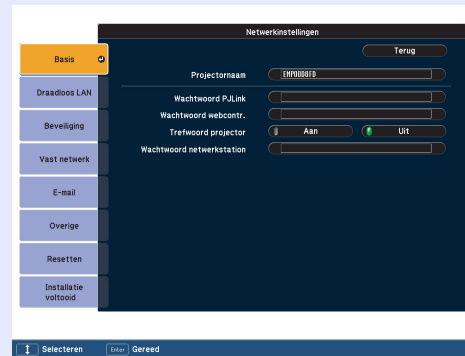 Netwerkinstellingen
Terug
Basis
Projectornaam EMP00D8FD
Draadloos LAN
Wachtwoord PJLink
Wachtwoord webcontr.
Beveiliging
Trefwoord projector Aan Uit
Wachtwoord netwerkstation
Vast netwerk
E-mail
Overige
Resetten
Installatie
voltooid
Selecteren Enter Gereed